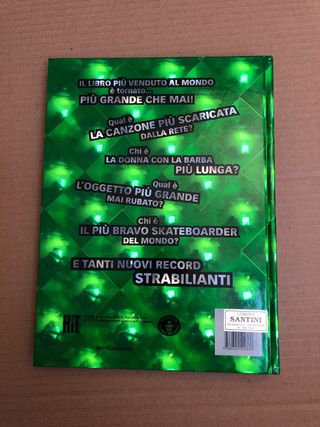 IL LIBRO PIÙ VENDUTO AL MONDO
è tornato...
PIÙ GRANDE CHE MAI!
Qual è
LA CANZONE PIÙ SCARICATA
DALLA RETE?
Chi è
LA DONNA CON LA BARBA
PIÙ LUNGA?
Qual è
L'OGGETTO PIÙ GRANDE
MAI RUBATO?
Chi è
IL PIÙ BRAVO SKATEBOARDER
DEL MONDO?
E TANTI NUOVI RECORD
STRABILIANTI
SANTINI
MONDADORI